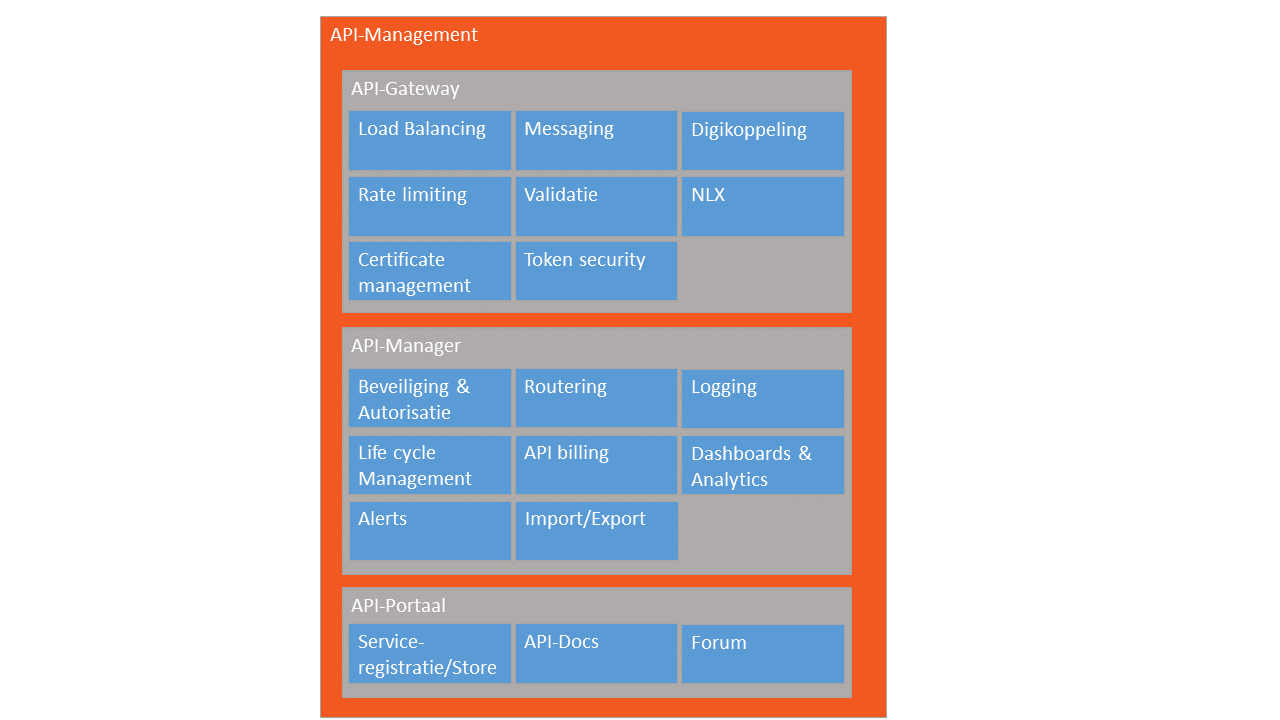 API-Management
API-Gateway
Load Balancing
Messaging
Digikoppeling
Rate limiting
Validatie
NLX
Certificate
management
Token security
API-Manager
Beveiliging &
Autorisatie
Routering
Logging
Life cycle
Management
API billing
Dashboards &
Analytics
Alerts
Import/Export
API-Portaal
Service-
registratie/Store
API-Docs
Forum